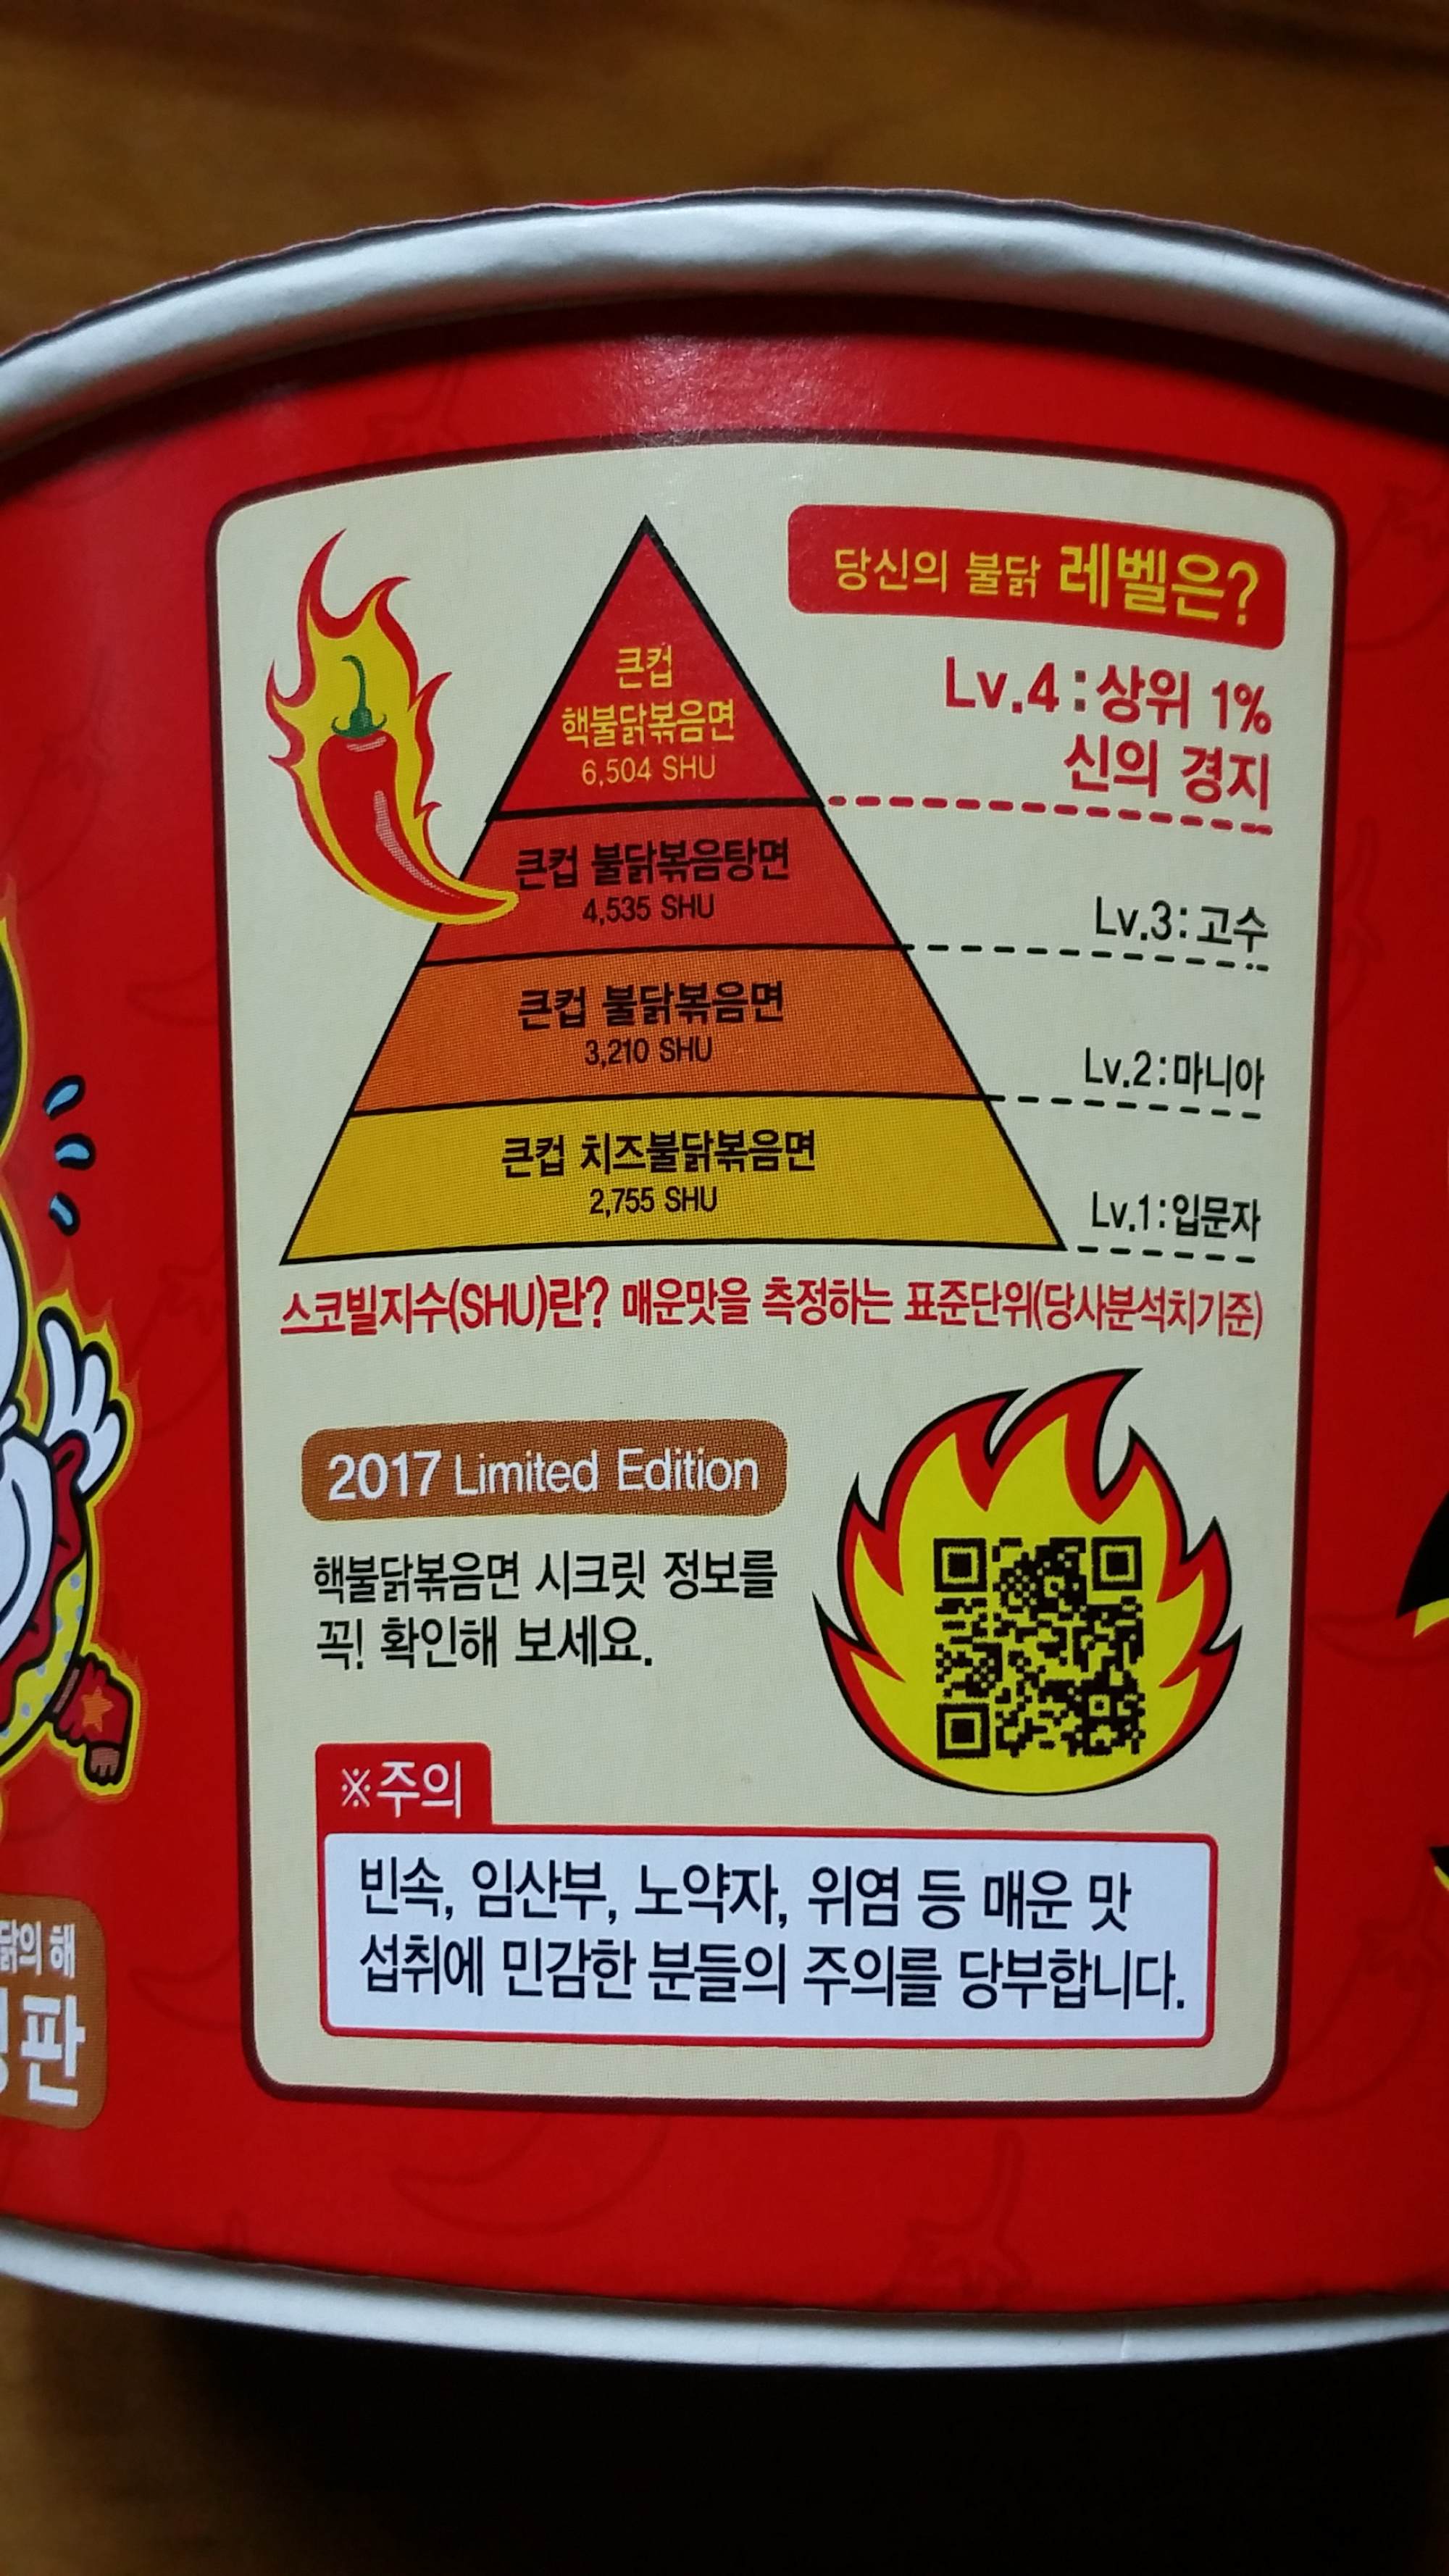 당신의 불닭 레벨은?
큰컵
핵불닭볶음면
6,504 SHU
Lv.4:상위 1%
신의 경지
큰컵 불닭볶음탕면
4,535 SHU
Lv.3:고수
큰컵 불닭볶음면
3,210 SHU
Lv.2:마니아
큰컵 치즈불닭볶음면
2,755 SHU
Lv.1:입문자
스코빌지수(SHU)란? 매운맛을 측정하는 표준단위(당사분석치기준)
2017 Limited Edition
핵불닭볶음면 시크릿 정보를
꼭! 확인해 보세요.
※주의
빈속, 임산부, 노약자, 위염 등 매운 맛
섭취에 민감한 분들의 주의를 당부합니다.
닭의 해
판